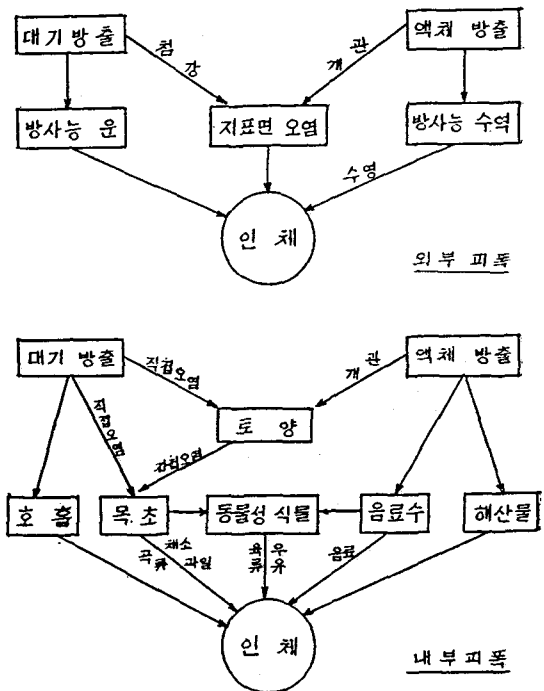 대기 방출
액체 방출
침강
개관
방사능 운
지표면 오염
방사능 수역
수영
인 체
외부 피폭
대기 방출
액체 방출
직접오염
개관
직접오염
토 양
간접오염
호 흡
목 초
동물성 식물
음료수
해산물
곡류
채소
과일
육류
우유
음료
인 체
내부피폭